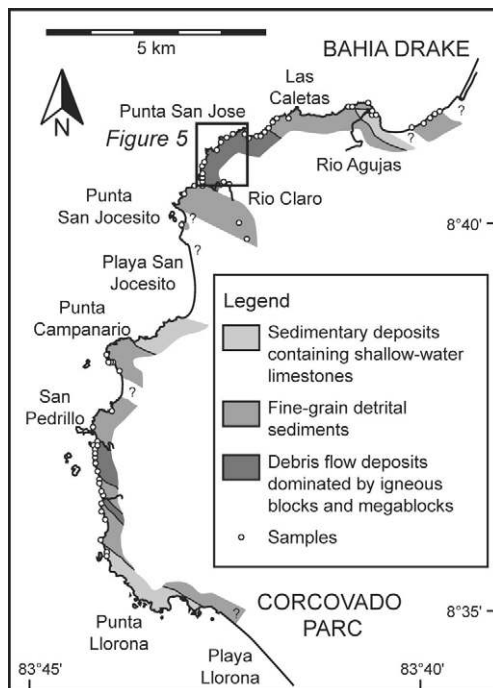 5 km
BAHIA DRAKE
Las
Caletas
Punta San Jose
Figure 5
N
?
Rio Agujas
Punta
San Jocesito
Rio Claro
?
8°40'
?
Playa San
Jocesito
Punta
Campanario
?
San
Pedrillo
Legend
Sedimentary deposits
containing shallow-water
limestones
Fine-grain detrital
sediments
Debris flow deposits
dominated by igneous
blocks and megablocks
Samples
?
CORCOVADO
PARC
8°35'
Punta
Llorona
Playa
Llorona
83°45'
83°40'